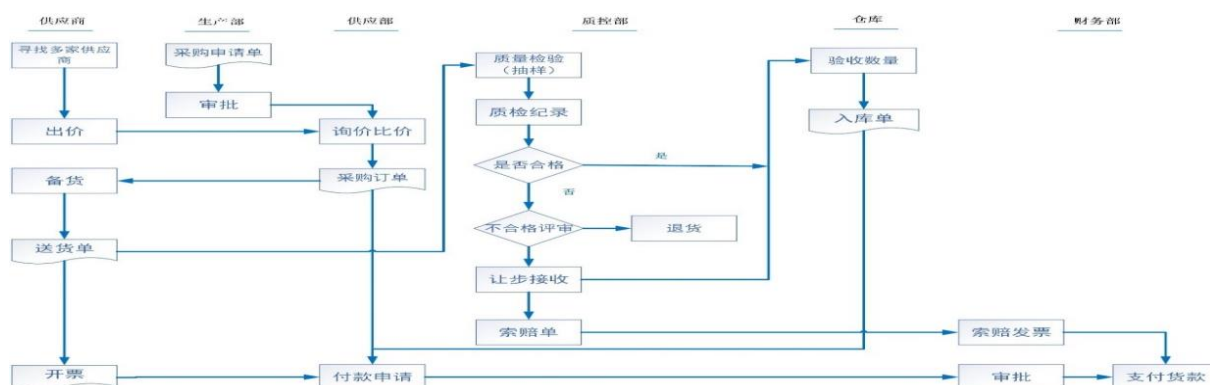 供应商 生产部 供应部 质控部 仓库 财务部
寻找多家供应
商
采购申请单
质量检验
（抽样）
验收数量
审批
质检纪录
入库单
出价
询价比价
是否合格
是
备货
采购订单
否
不合格评审
退货
送货单
让步接收
索赔单
索赔发票
开票
付款申请
审批
支付货款